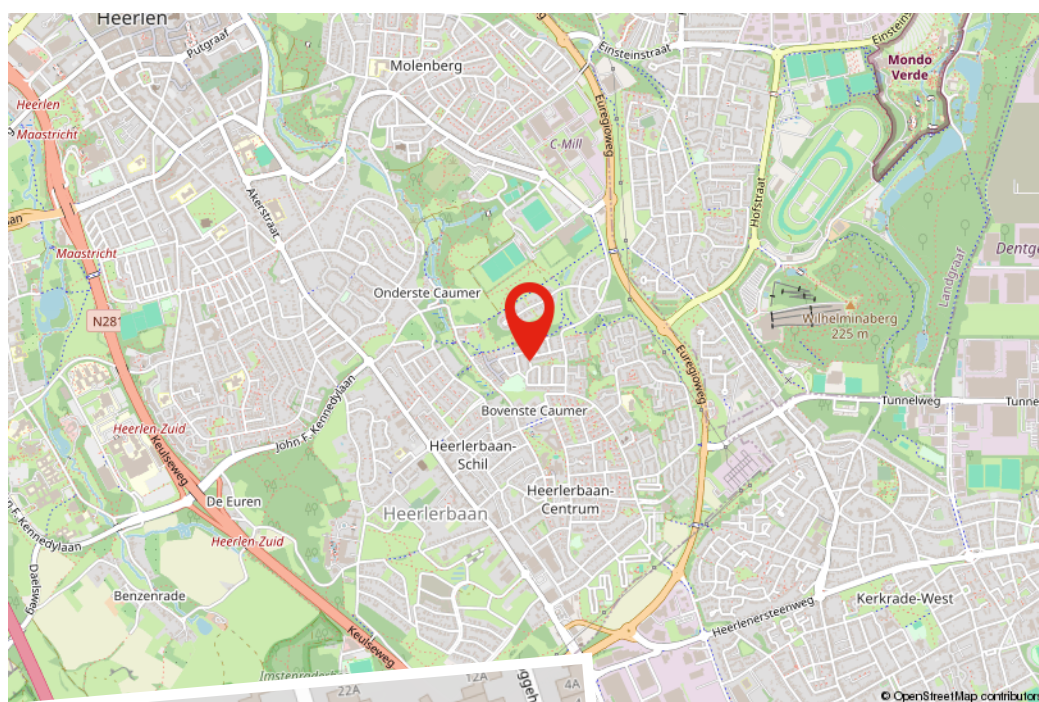 Heerlen
Putgraaf
Molenberg
Einsteinstraat
Einsteins
Mondo
Verde
Heerlen
Maastricht
C-Mill
Euregioweg
Akerstraat
Hofstraat
Maastricht
Onderste Caumer
Landgraaf
Dentg
N281
Wilhelminaberg
225 m
Euregioweg
Bovenste Caumer
Tunnelweg
Tunne
John F. Kennedylaan
Heerlen-Zuid
Keulseweg
Heerlerbaan-
Schil
Heerlerbaan-
Centrum
De Euren
Heerlerbaan
n F. Kennedylaan
Heerlen-Zuid
Daelsweg
Benzenrade
Heerlenersteenweg
Kerkrade-West
Keulseweg
22A
12A
4A
© OpenStreetMap contributors